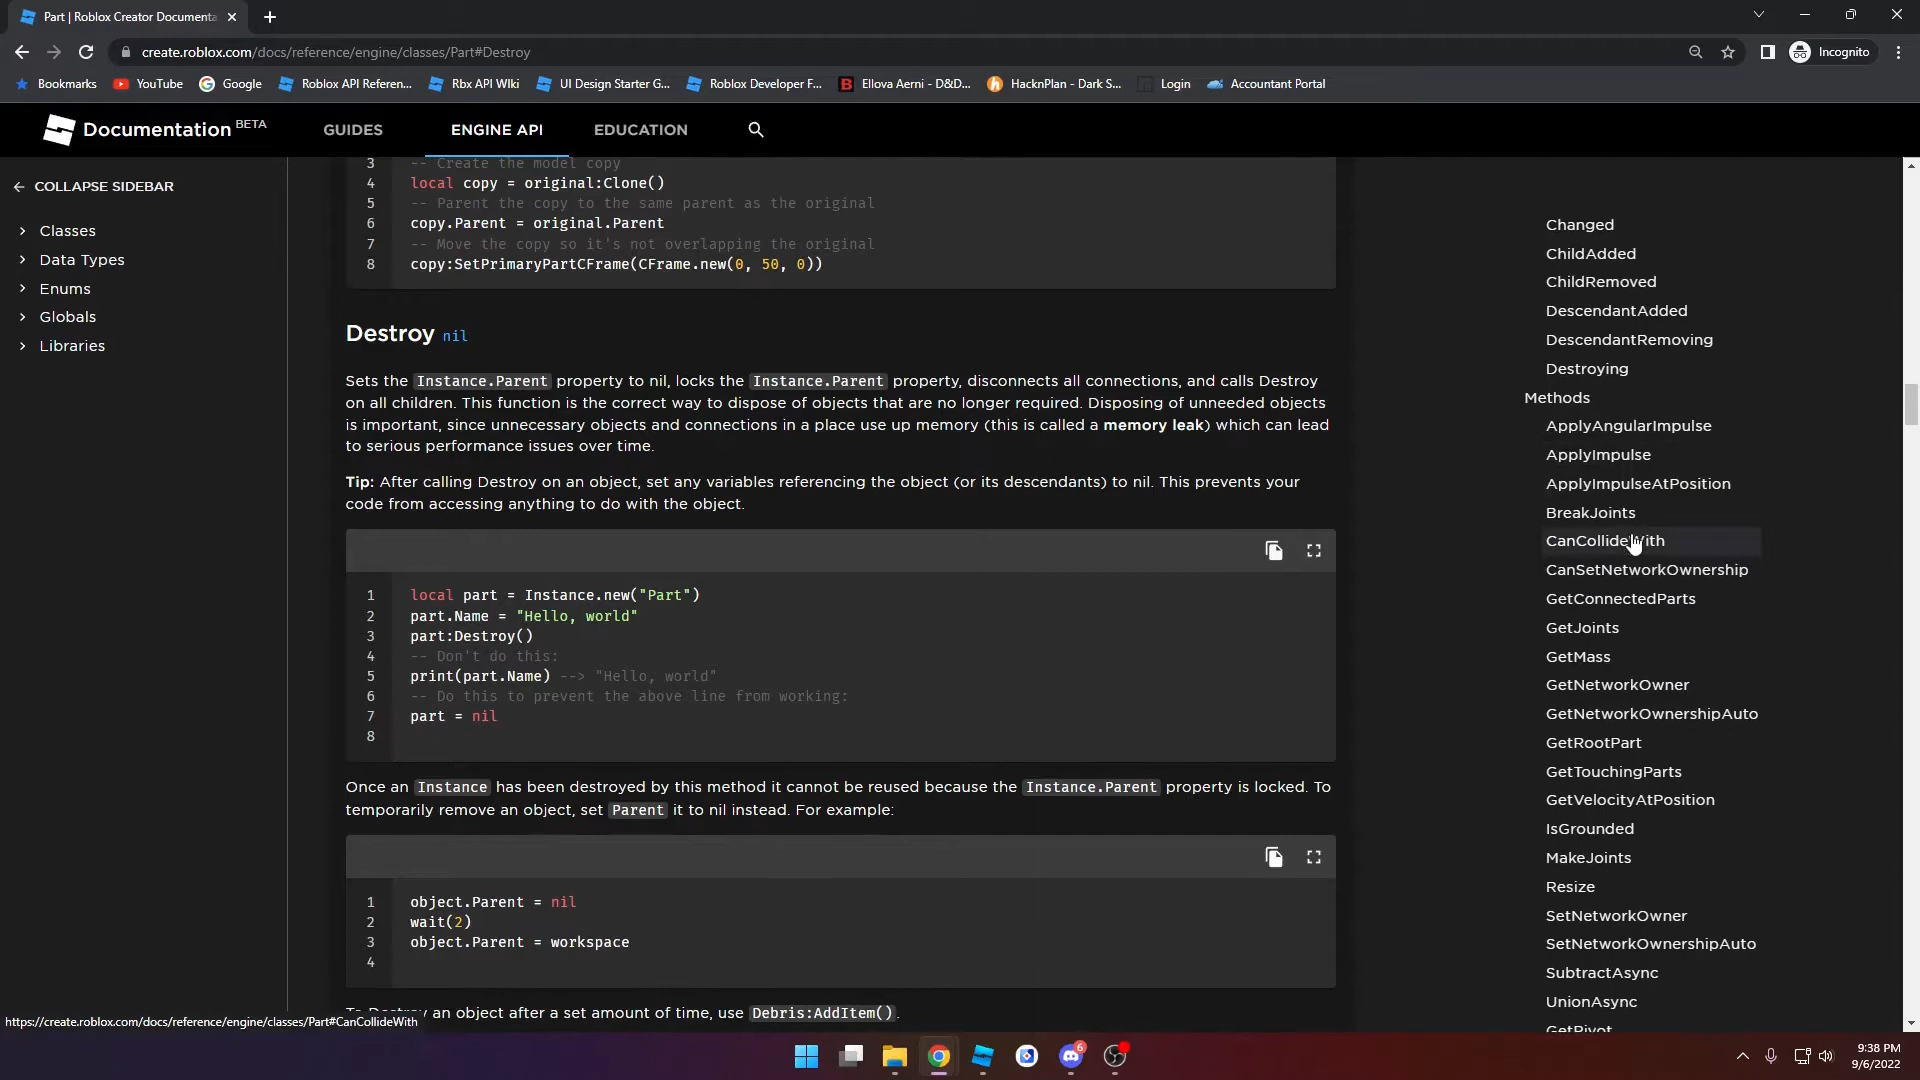 Part | Roblox Creator Documenta
create.roblox.com/docs/reference/engine/classes/Part#Destroy
Incognito
Bookmarks YouTube Google Roblox API Referen... Rbx API Wiki UI Design Starter G... Roblox Developer F... Ellova Aerni - D&D... HacknPlan - Dark S... Login Accountant Portal
Documentation BETA GUIDES ENGINE API EDUCATION
COLLAPSE SIDEBAR
Classes
Data Types
Enums
Globals
Libraries
3 -- Create the model copy
4 local copy = original:Clone()
5 -- Parent the copy to the same parent as the original
6 copy.Parent = original.Parent
7 -- Move the copy so it's not overlapping the original
8 copy:SetPrimaryPartCFrame(CFrame.new(0, 50, 0))
Destroy nil
Sets the Instance.Parent property to nil, locks the Instance.Parent property, disconnects all connections, and calls Destroy
on all children. This function is the correct way to dispose of objects that are no longer required. Disposing of unneeded objects
is important, since unnecessary objects and connections in a place use up memory (this is called a memory leak) which can lead
to serious performance issues over time.
Tip: After calling Destroy on an object, set any variables referencing the object (or its descendants) to nil. This prevents your
code from accessing anything to do with the object.
1 local part = Instance.new("Part")
2 part.Name = "Hello, world"
3 part:Destroy()
4 -- Don't do this:
5 print(part.Name) --> "Hello, world"
6 -- Do this to prevent the above line from working:
7 part = nil
8
Once an Instance has been destroyed by this method it cannot be reused because the Instance.Parent property is locked. To
temporarily remove an object, set Parent it to nil instead. For example:
1 object.Parent = nil
2 wait(2)
3 object.Parent = workspace
4
To Destroy an object after a set amount of time, use Debris:AddItem().
Changed
ChildAdded
ChildRemoved
DescendantAdded
DescendantRemoving
Destroying
Methods
ApplyAngularImpulse
ApplyImpulse
ApplyImpulseAtPosition
BreakJoints
CanCollideWith
CanSetNetworkOwnership
GetConnectedParts
GetJoints
GetMass
GetNetworkOwner
GetNetworkOwnershipAuto
GetRootPart
GetTouchingParts
GetVelocityAtPosition
IsGrounded
MakeJoints
Resize
SetNetworkOwner
SetNetworkOwnershipAuto
SubtractAsync
UnionAsync
GetPivot
https://create.roblox.com/docs/reference/engine/classes/Part#CanCollideWith
6
9:38 PM
9/6/2022